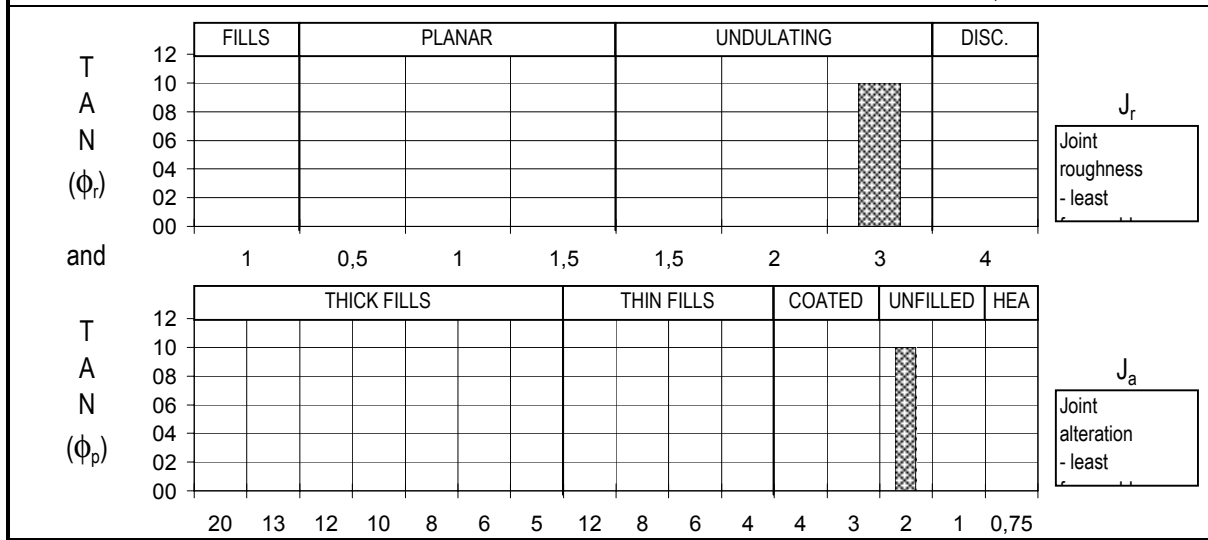 FILLS PLANAR UNDULATING DISC.
12
10
08
06
04
02
00
T
A
N
(ϕr)
Jr
Joint
roughness
- least
1 0,5 1 1,5 1,5 2 3 4
and
THICK FILLS THIN FILLS COATED UNFILLED HEA
12
10
08
06
04
02
00
T
A
N
(ϕp)
Ja
Joint
alteration
- least
20 13 12 10 8 6 5 12 8 6 4 4 3 2 1 0,75